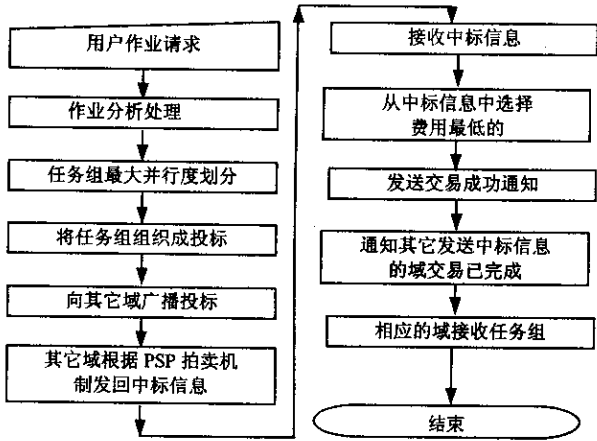 用户作业请求
作业分析处理
任务组最大并行度划分
将任务组组织成投标
向其它域广播投标
其它域根据 PSP 拍卖机
制发回中标信息
接收中标信息
从中标信息中选择
费用最低的
发送交易成功通知
通知其它发送中标信息
的域交易已完成
相应的域接收任务组
结束